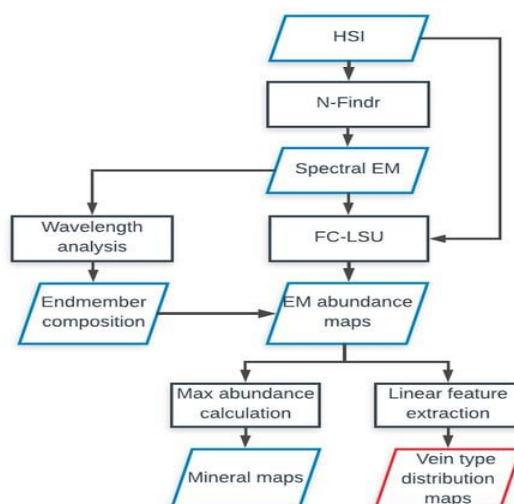 HSI
N-Findr
Spectral EM
Wavelength
analysis
FC-LSU
Endmember
composition
EM abundance
maps
Max abundance
calculation
Linear feature
extraction
Mineral maps
Vein type
distribution
maps